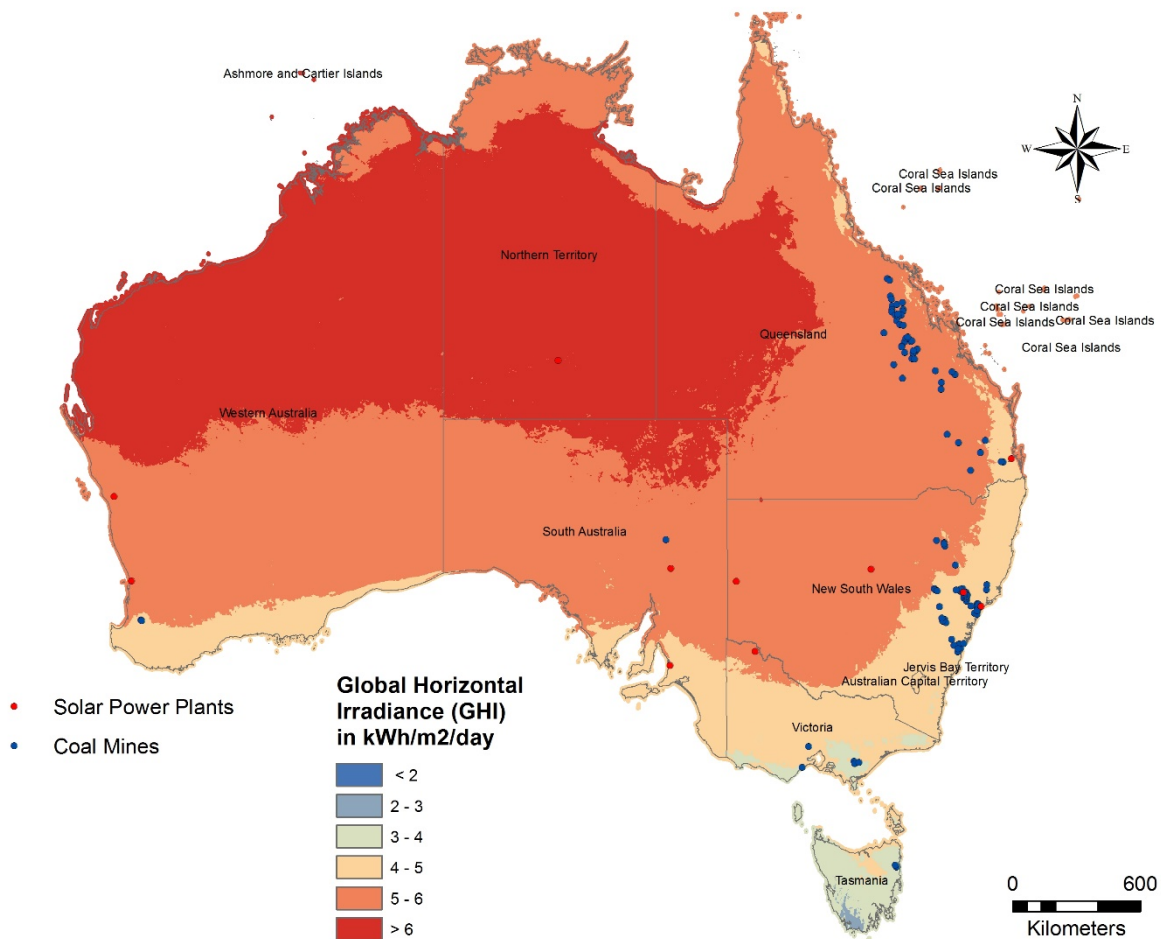 Ashmore and Cartier Islands
N
W
E
S
Coral Sea Islands
Coral Sea Islands
Northern Territory
Coral Sea Islands
Coral Sea Islands
Coral Sea Islands
Coral Sea Islands
Queensland
Coral Sea Islands
Western Australia
South Australia
New South Wales
Jervis Bay Territory
Australian Capital Territory
Victoria
Tasmania
Solar Power Plants
Coal Mines
Global Horizontal
Irradiance (GHI)
in kWh/m2/day
< 2
2 - 3
3 - 4
4 - 5
5 - 6
> 6
0
600
Kilometers